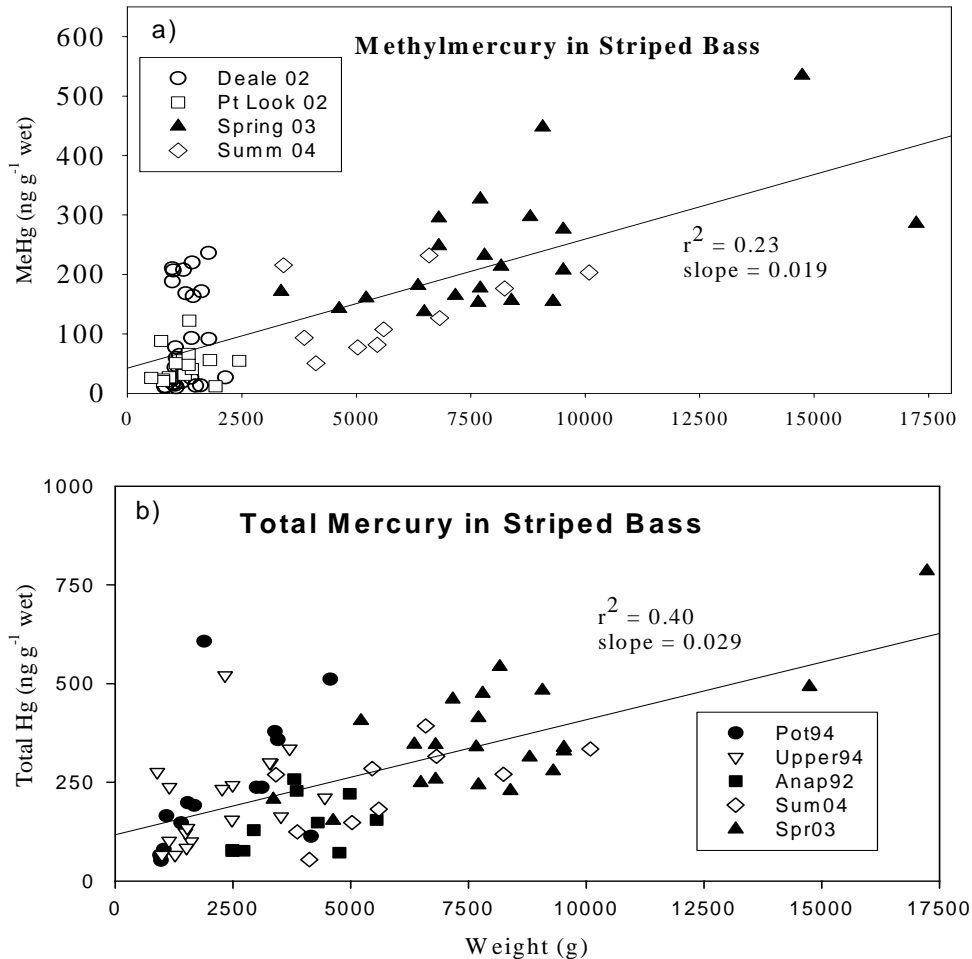 a)
Methylmercury in Striped Bass
Deale 02
Pt Look 02
Spring 03
Summ 04
r² = 0.23
slope = 0.019
MeHg (ng g⁻¹ wet)
600
500
400
300
200
100
0
0 2500 5000 7500 10000 12500 15000 17500
b)
Total Mercury in Striped Bass
r² = 0.40
slope = 0.029
Pot94
Upper94
Anap92
Sum04
Spr03
Total Hg (ng g⁻¹ wet)
1000
750
500
250
0
0 2500 5000 7500 10000 12500 15000 17500
Weight (g)